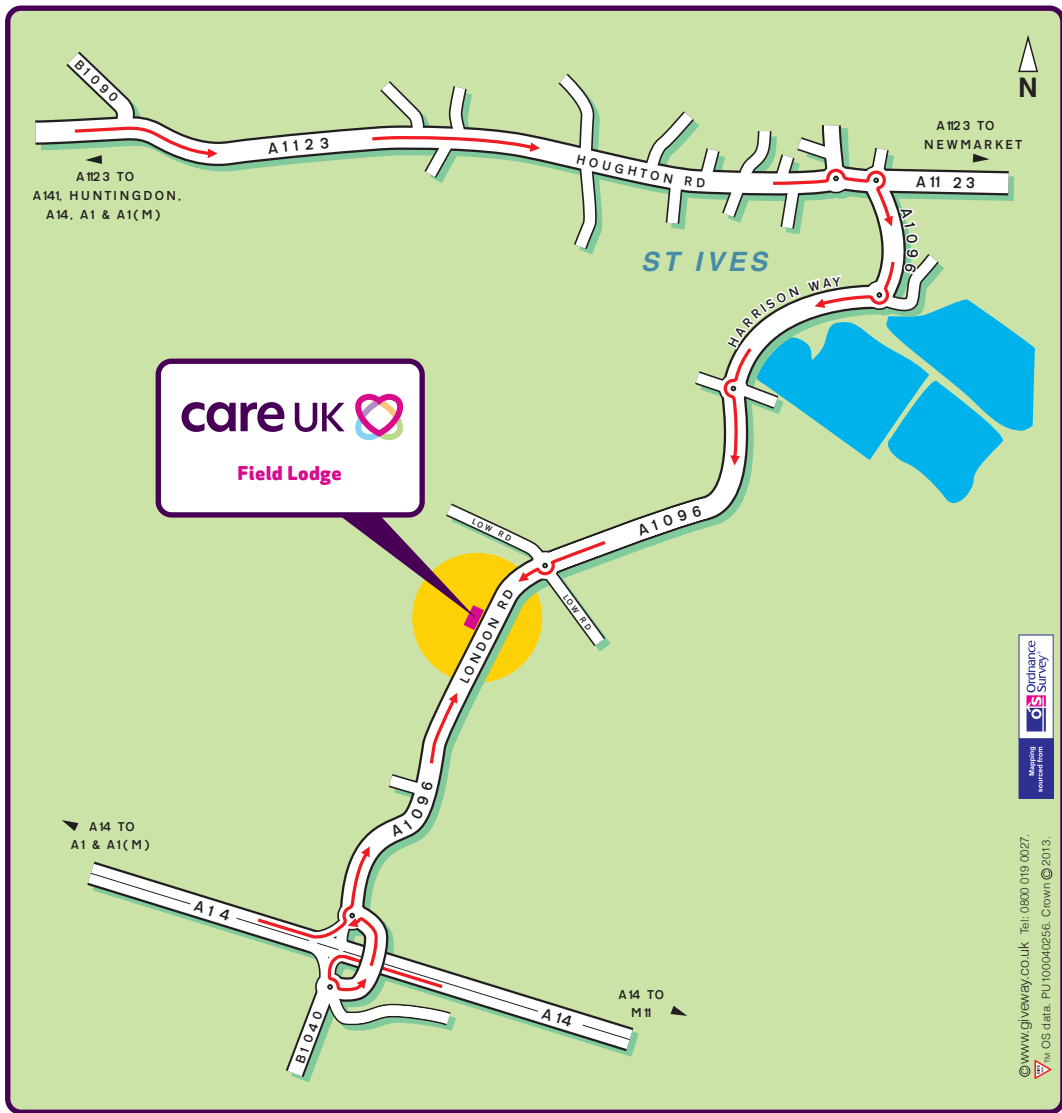 B1090
N
A1123 TO
NEWMARKET
A1123
HOUGHTON RD
A11 23
A1123 TO
A141, HUNTINGDON,
A14, A1 & A1(M)
A1096
ST IVES
HARRISON WAY
care UK
Field Lodge
LOW RD
A1096
LOW RD
LONDON RD
Ordnance
Survey®
OS
Mapping
sourced from
A1096
A14 TO
A1 & A1(M)
A14
A14 TO
M11
A14
B1040
©www.giveway.co.uk Tel: 0800 019 0027.
TM OS data. PU100040256. Crown © 2013.